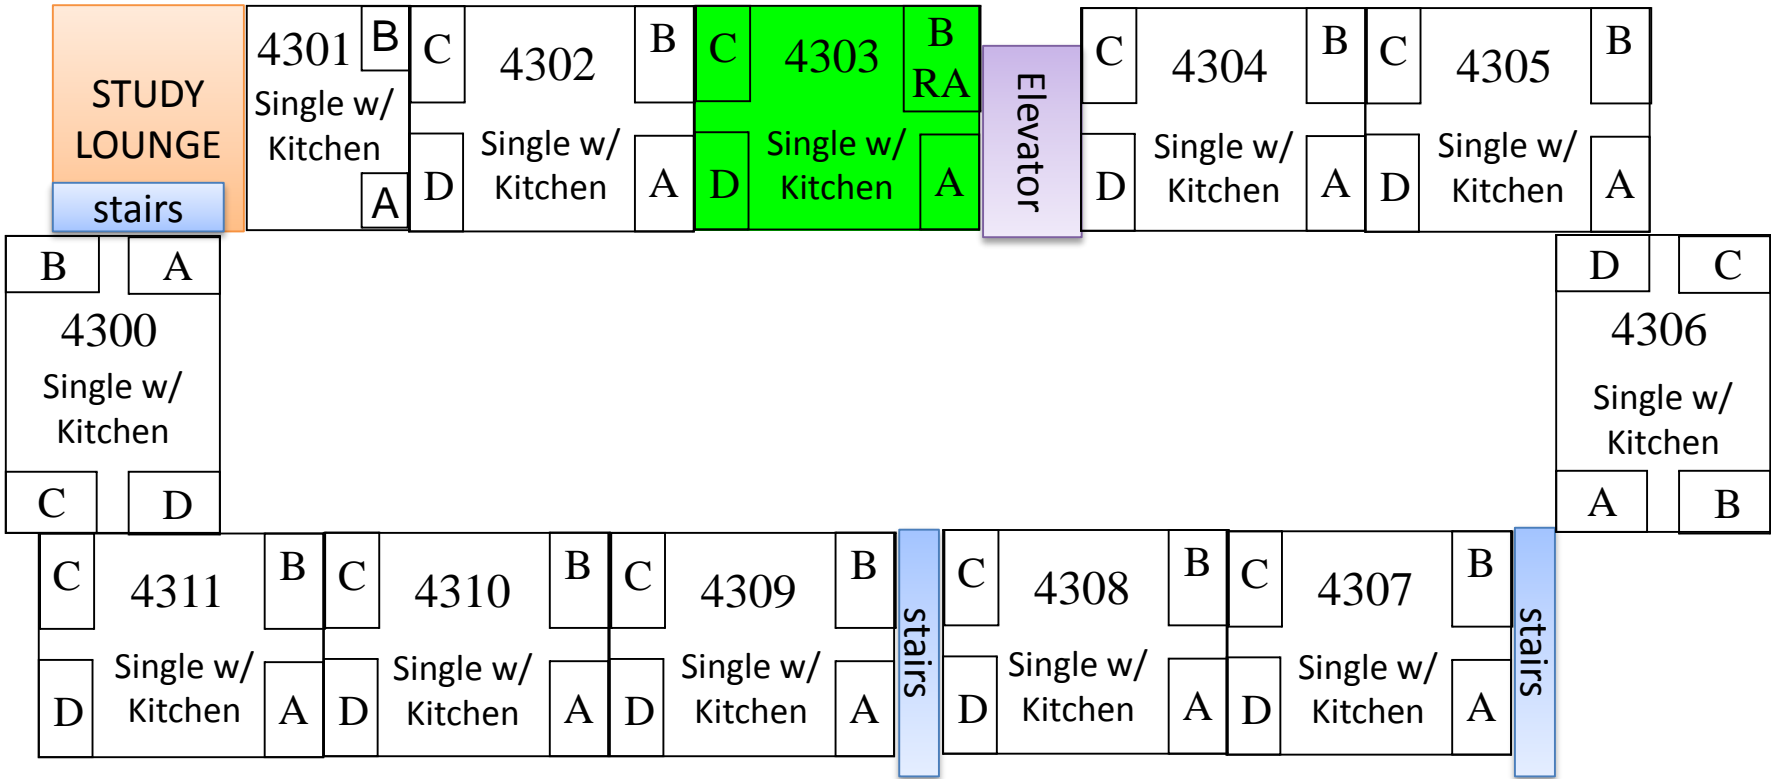 STUDY
LOUNGE
stairs
4301
B
Single w/
Kitchen
A
C
4302
B
D
Single w/
Kitchen
A
C
4303
B
RA
D
Single w/
Kitchen
A
Elevator
C
4304
B
D
Single w/
Kitchen
A
C
4305
B
D
Single w/
Kitchen
A
B
A
4300
Single w/
Kitchen
C
D
D
C
4306
Single w/
Kitchen
A
B
C
4311
B
D
Single w/
Kitchen
A
C
4310
B
D
Single w/
Kitchen
A
C
4309
B
D
Single w/
Kitchen
A
stairs
C
4308
B
D
Single w/
Kitchen
A
C
4307
B
D
Single w/
Kitchen
A
stairs